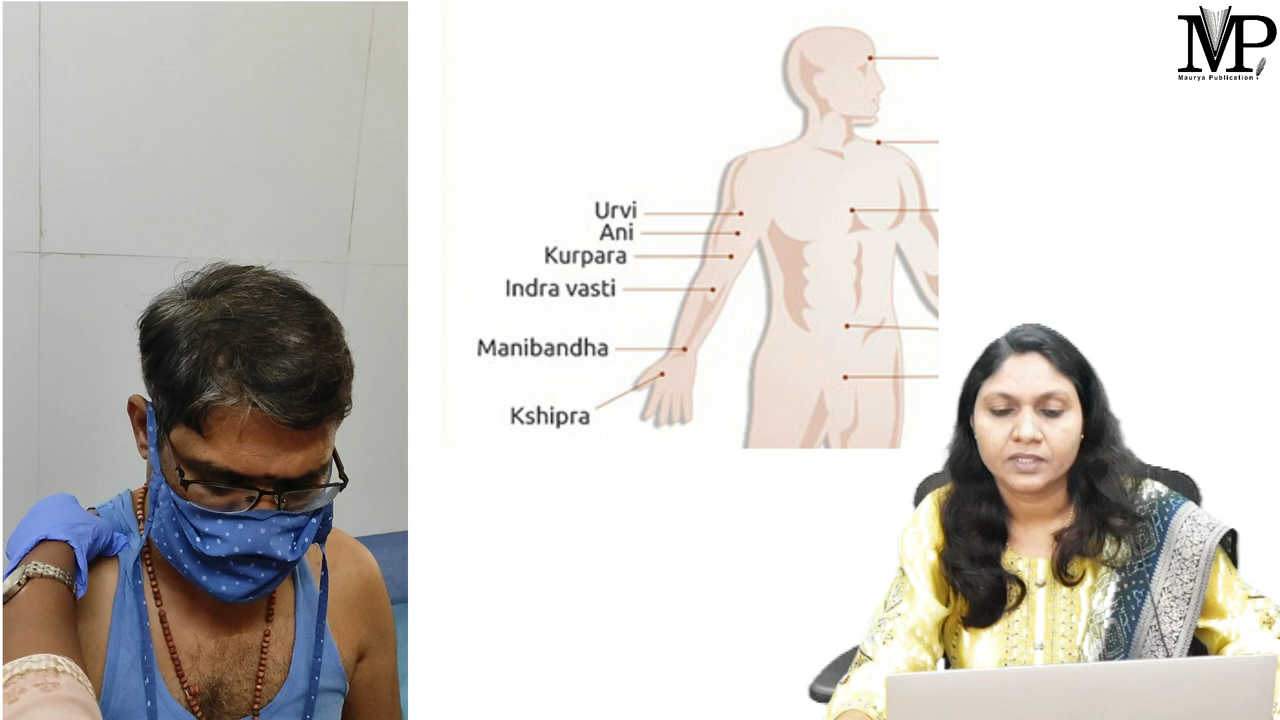 MP
Maurya Publication
Urvi
Ani
Kurpara
Indra vasti
Manibandha
Kshipra